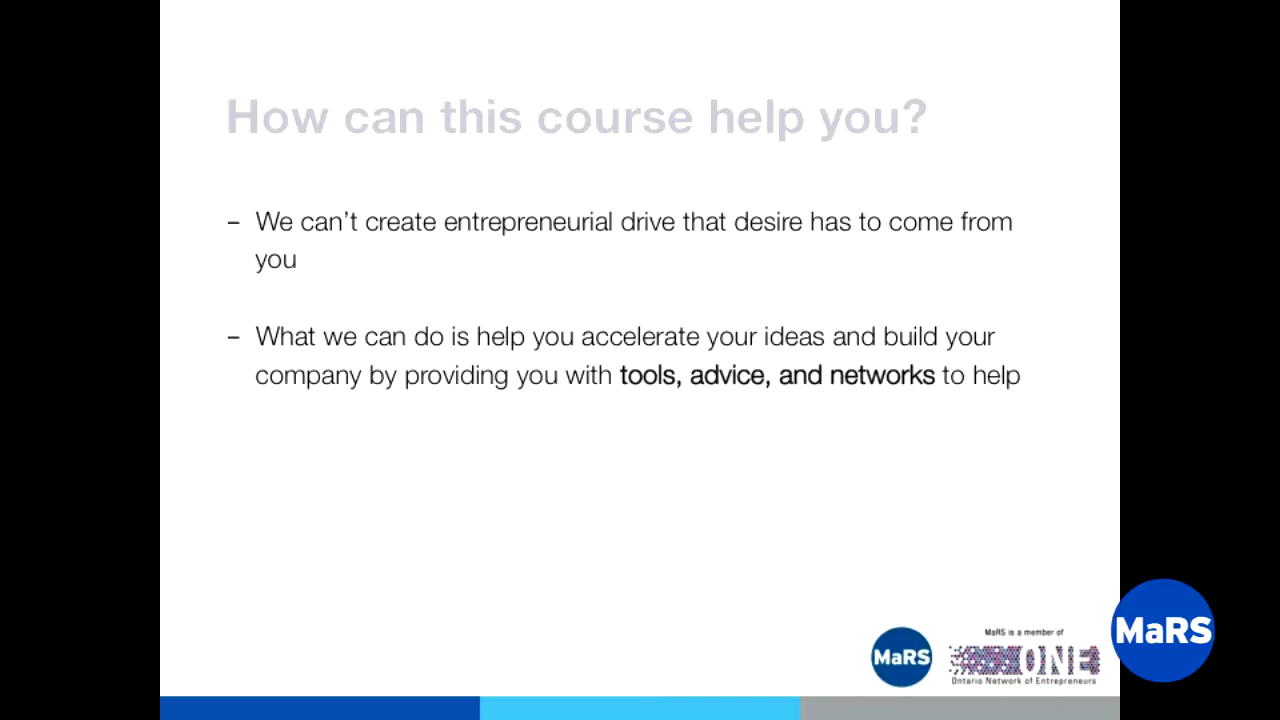 How can this course help you?
– We can’t create entrepreneurial drive that desire has to come from
you
– What we can do is help you accelerate your ideas and build your
company by providing you with tools, advice, and networks to help
MaRS is a member of
MaRS
ONE
Ontario Network of Entrepreneurs
MaRS